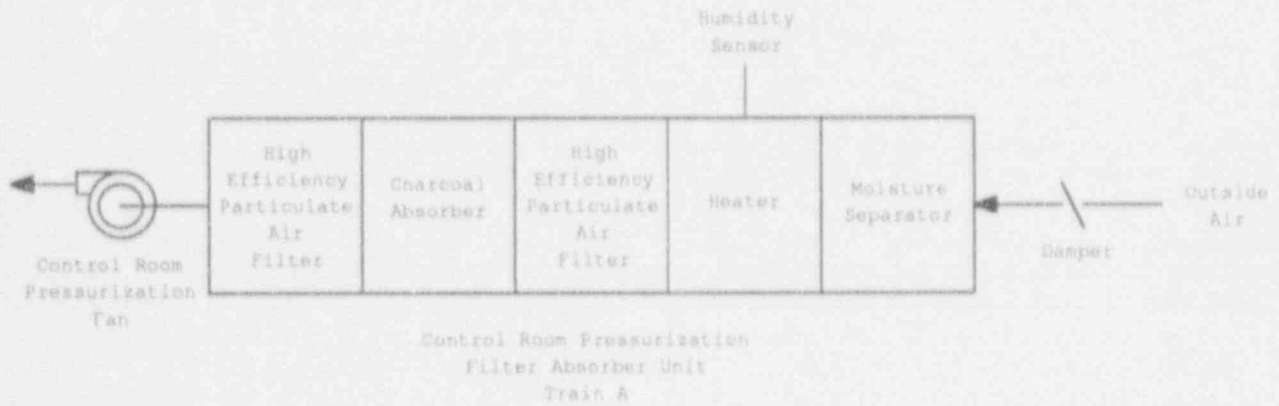 Humidity
Sensor
High
Efficiency
Particulate
Air
Filter
Charcoal
Absorber
High
Efficiency
Particulate
Air
Filter
Heater
Moisture
Separator
Outside
Air
Damper
Control Room
Pressurization
Fan
Control Room Pressurization
Filter Absorber Unit
Train A